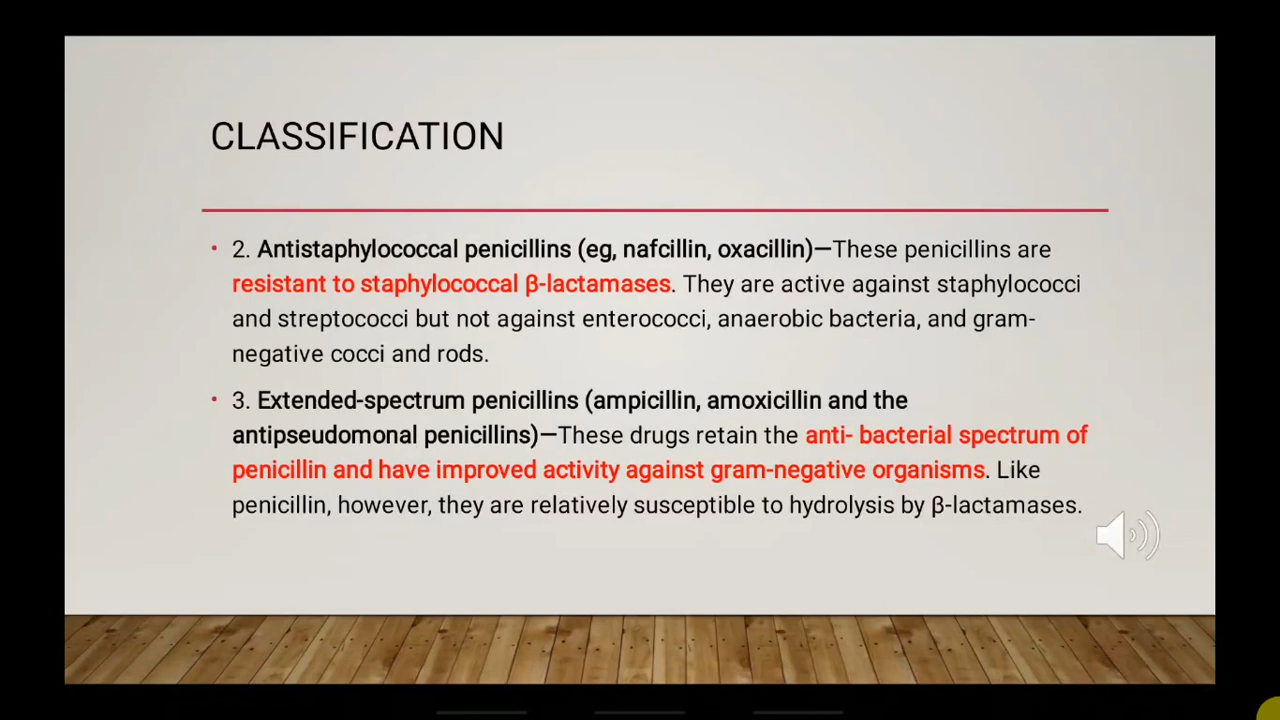 CLASSIFICATION
• 2. Antistaphylococcal penicillins (eg, nafcillin, oxacillin)—These penicillins are
resistant to staphylococcal β-lactamases. They are active against staphylococci
and streptococci but not against enterococci, anaerobic bacteria, and gram-
negative cocci and rods.
• 3. Extended-spectrum penicillins (ampicillin, amoxicillin and the
antipseudomonal penicillins)—These drugs retain the anti- bacterial spectrum of
penicillin and have improved activity against gram-negative organisms. Like
penicillin, however, they are relatively susceptible to hydrolysis by β-lactamases.